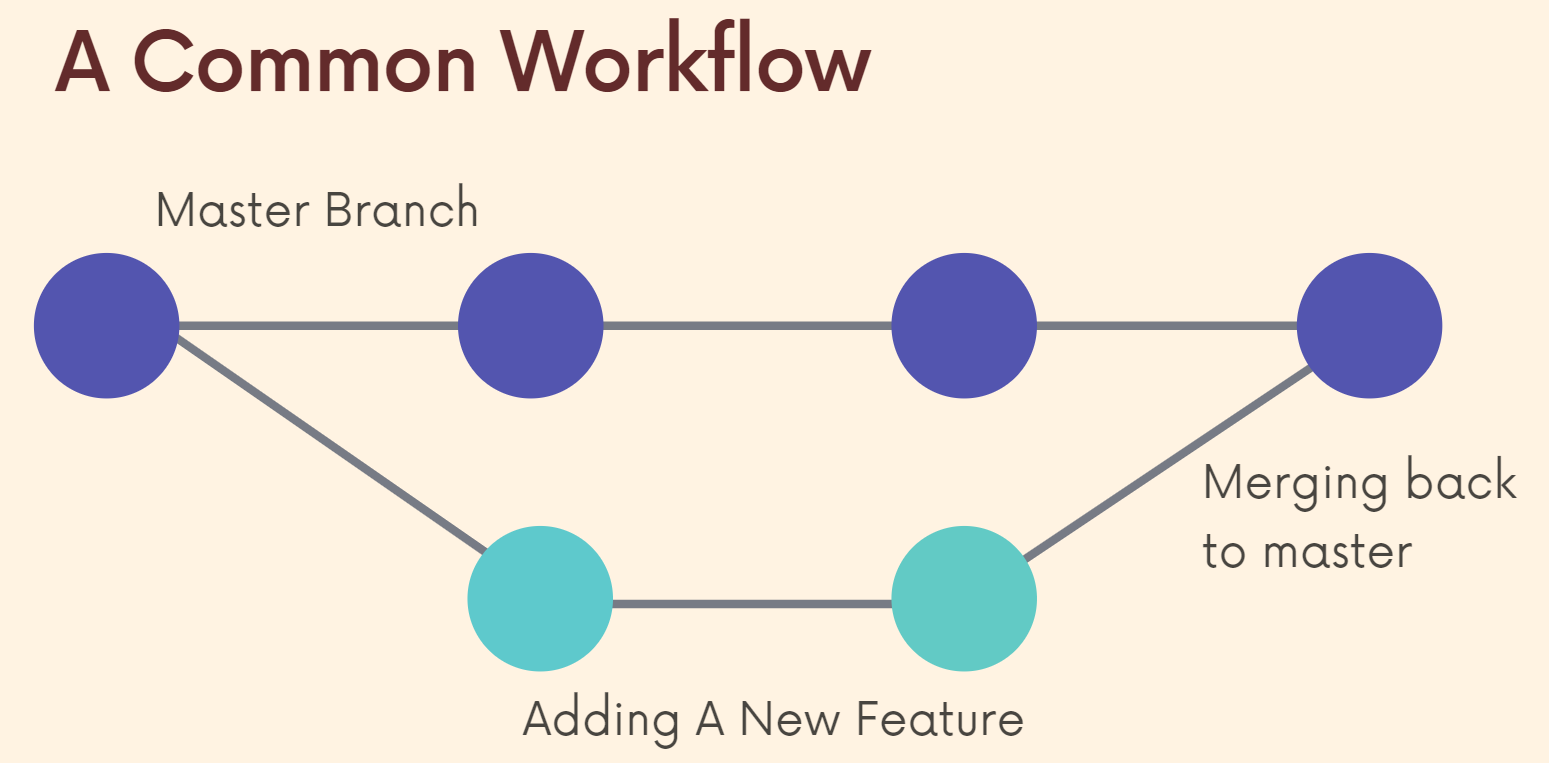 A Common Workflow
Master Branch
Merging back
to master
Adding A New Feature